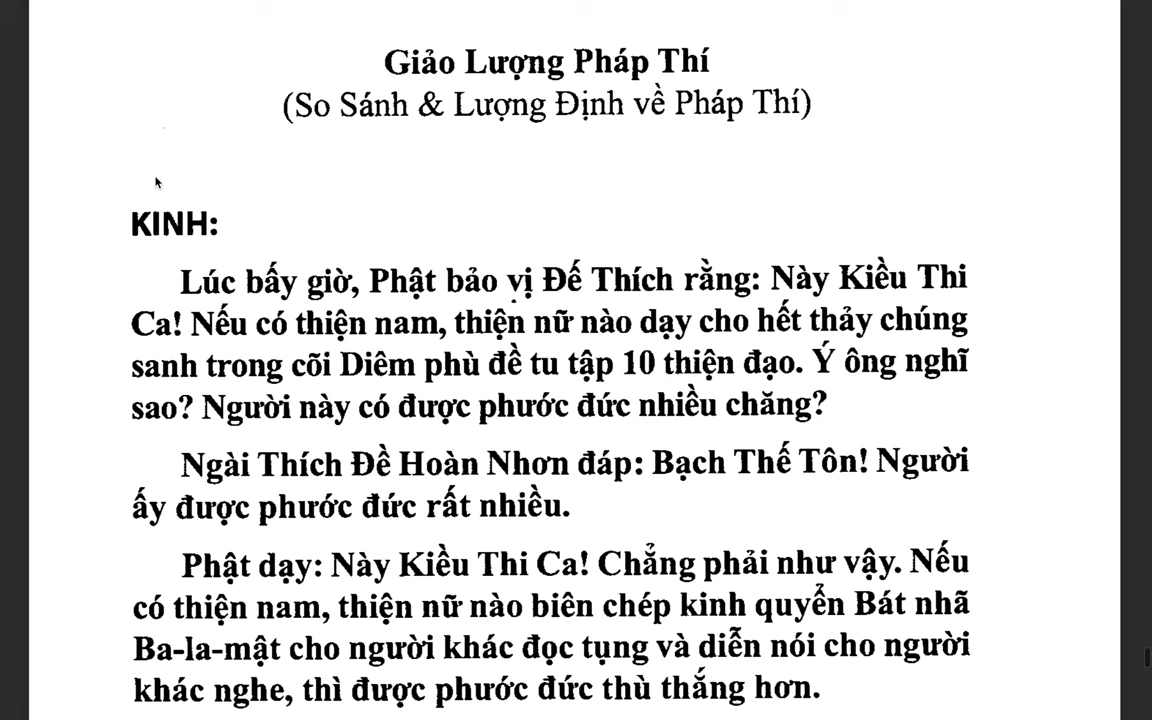 Giảo Lượng Pháp Thí
(So Sánh & Lượng Định về Pháp Thí)
KINH:
Lúc bấy giờ, Phật bảo vị Đế Thích rằng: Này Kiều Thi
Ca! Nếu có thiện nam, thiện nữ nào dạy cho hết thảy chúng
sanh trong cõi Diêm phù đề tu tập 10 thiện đạo. Ý ông nghĩ
sao? Người này có được phước đức nhiều chăng?
Ngài Thích Đề Hoàn Nhơn đáp: Bạch Thế Tôn! Người
ấy được phước đức rất nhiều.
Phật dạy: Này Kiều Thi Ca! Chẳng phải như vậy. Nếu
có thiện nam, thiện nữ nào biên chép kinh quyển Bát nhã
Ba-la-mật cho người khác đọc tụng và diễn nói cho người
khác nghe, thì được phước đức thù thắng hơn.